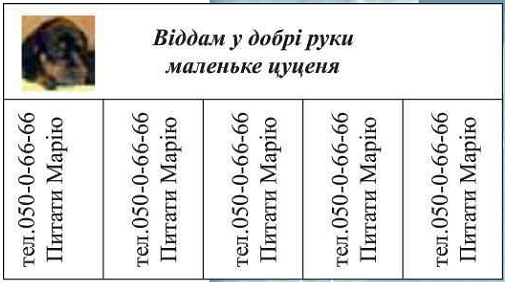 Віддам у добрі руки
маленьке цуценя
тел.050-0-66-66
Питати Марію
тел.050-0-66-66
Питати Марію
тел.050-0-66-66
Питати Марію
тел.050-0-66-66
Питати Марію
тел.050-0-66-66
Питати Марію